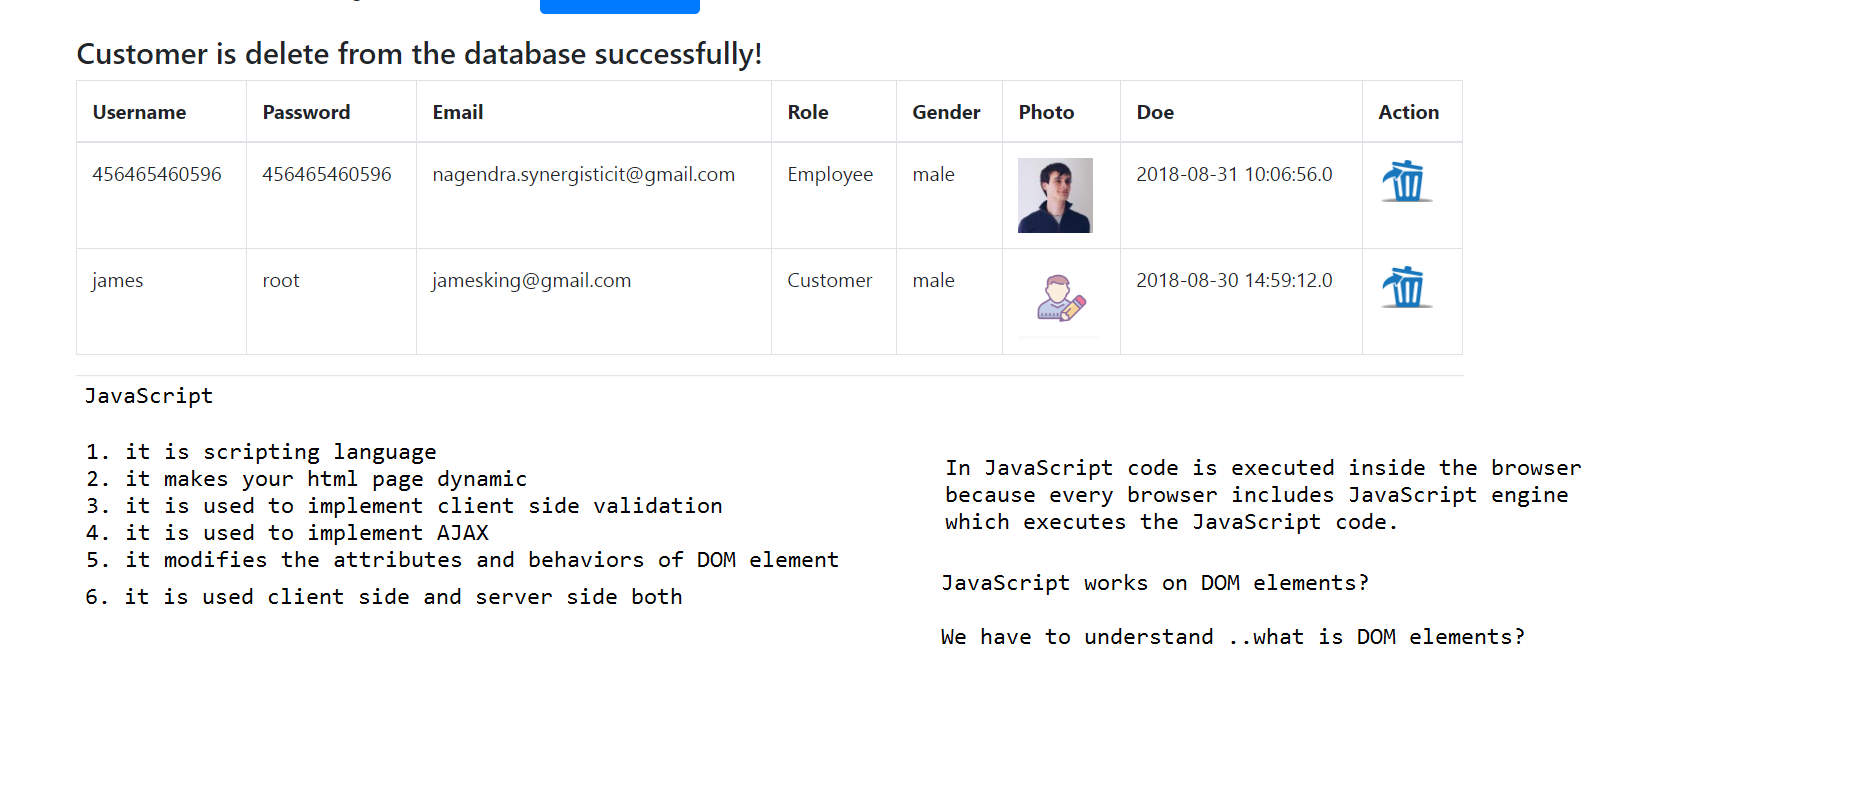 Customer is delete from the database successfully!
Username Password Email Role Gender Photo Doe Action
456465460596 456465460596 nagendra.synergisticit@gmail.com Employee male 2018-08-31 10:06:56.0
james root jamesking@gmail.com Customer male 2018-08-30 14:59:12.0
JavaScript
1. it is scripting language
2. it makes your html page dynamic
3. it is used to implement client side validation
4. it is used to implement AJAX
5. it modifies the attributes and behaviors of DOM element
6. it is used client side and server side both
In JavaScript code is executed inside the browser
because every browser includes JavaScript engine
which executes the JavaScript code.
JavaScript works on DOM elements?
We have to understand ..what is DOM elements?